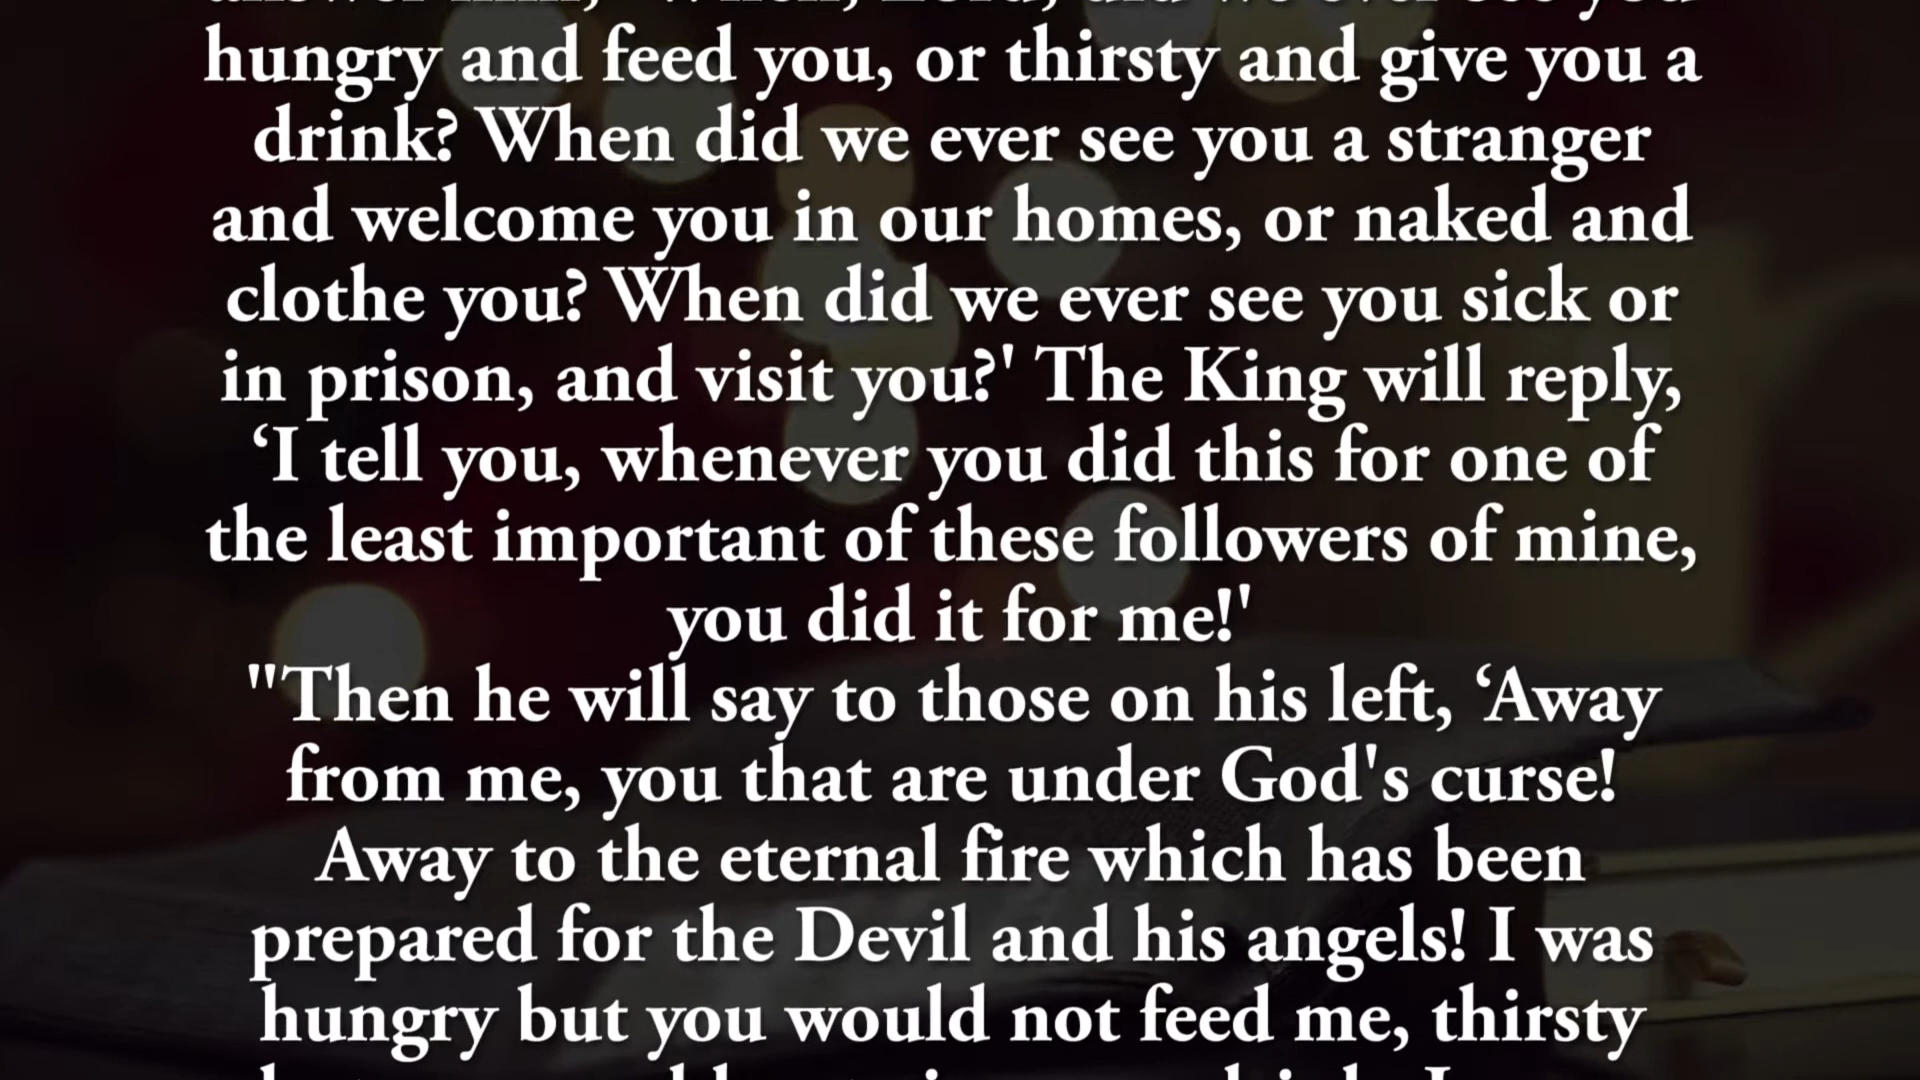 hungry and feed you, or thirsty and give you a
drink? When did we ever see you a stranger
and welcome you in our homes, or naked and
clothe you? When did we ever see you sick or
in prison, and visit you?' The King will reply,
‘I tell you, whenever you did this for one of
the least important of these followers of mine,
you did it for me!'
"Then he will say to those on his left, ‘Away
from me, you that are under God's curse!
Away to the eternal fire which has been
prepared for the Devil and his angels! I was
hungry but you would not feed me, thirsty